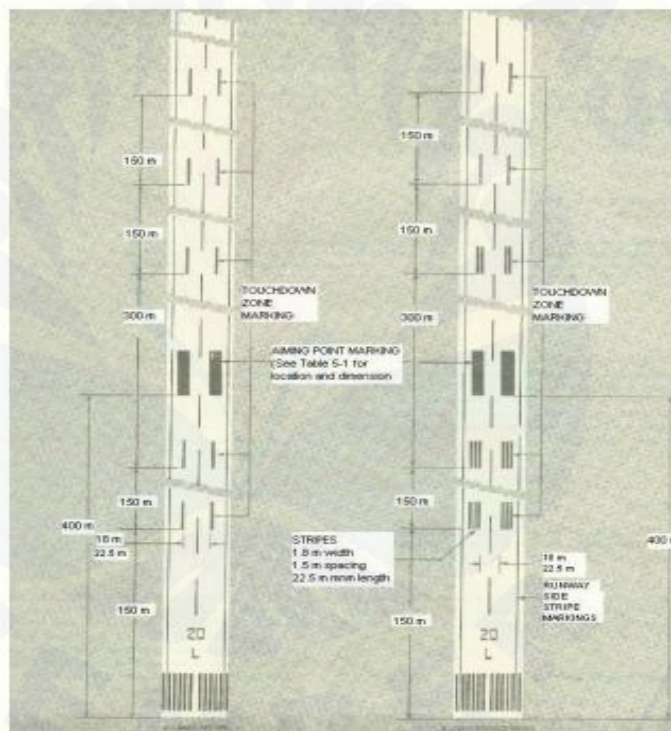 150 m
150 m
150 m
150 m
300 m
TOUCHDOWN
ZONE
MARKING
300 m
TOUCHDOWN
ZONE
MARKING
AIMING POINT MARKING
(See Table 5-1 for
location and dimension
150 m
400 m
18 m
22.5 m
150 m
STRIPES
1.8 m width
1.5 m spacing
22.5 m mnm length
400
18 m
22.5 m
RUNWAY
SIDE
STRIPE
MARKINGS
150 m
150 m
20
L
20
L